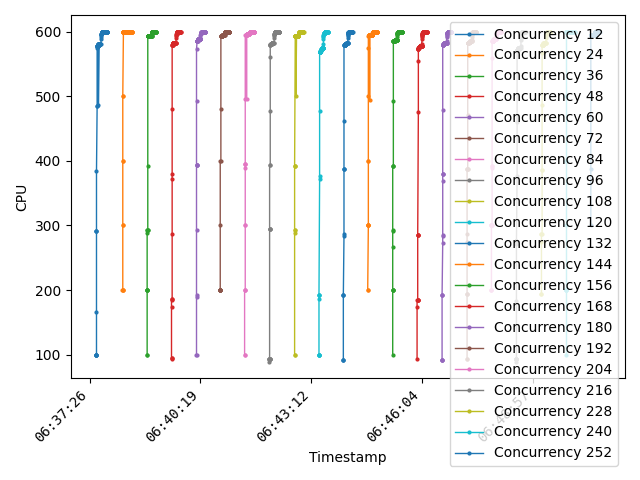 600
500
400
300
200
100
CPU
06:37:26
06:40:19
06:43:12
06:46:04
Timestamp
Concurrency 12
Concurrency 24
Concurrency 36
Concurrency 48
Concurrency 60
Concurrency 72
Concurrency 84
Concurrency 96
Concurrency 108
Concurrency 120
Concurrency 132
Concurrency 144
Concurrency 156
Concurrency 168
Concurrency 180
Concurrency 192
Concurrency 204
Concurrency 216
Concurrency 228
Concurrency 240
Concurrency 252